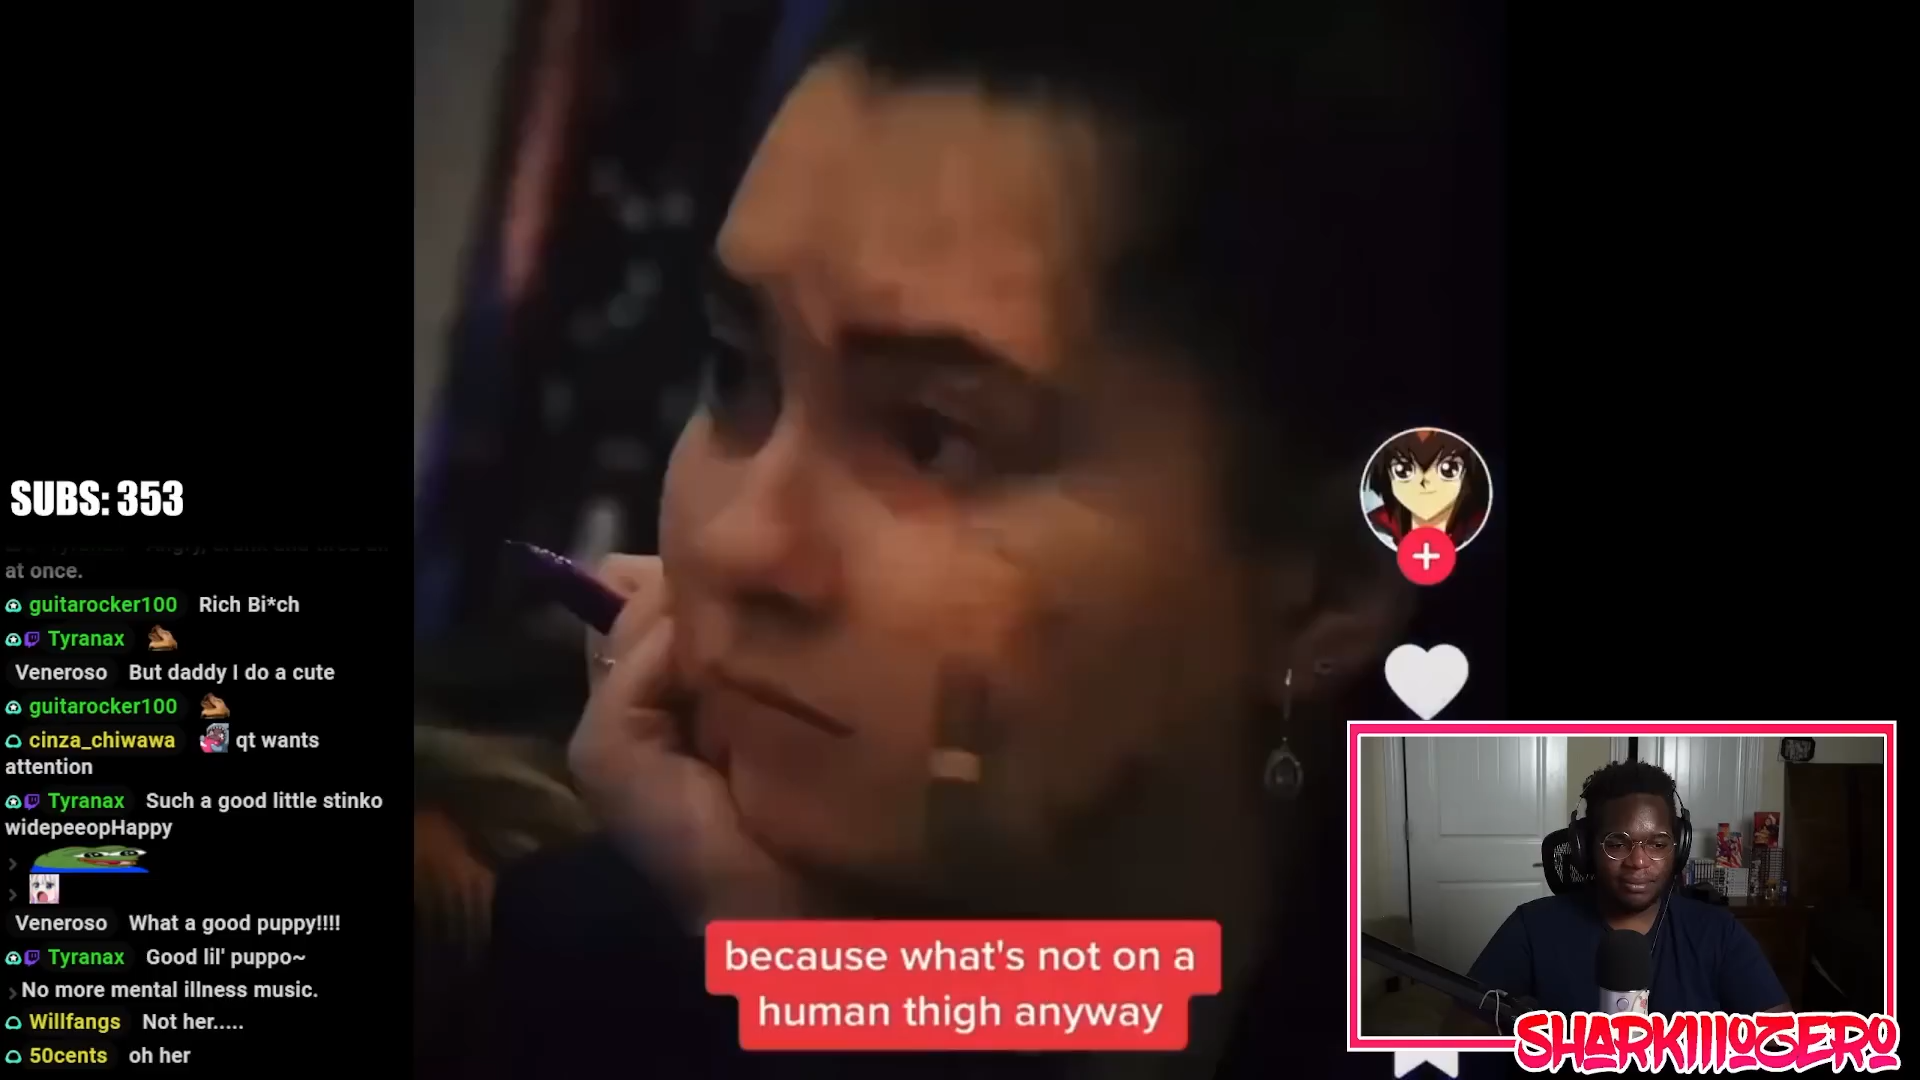 SUBS: 353
at once.
guitarocker100 Rich Bi*ch
Tyranax
Veneroso But daddy I do a cute
guitarocker100
cinza_chiwawa qt wants
attention
Tyranax Such a good little stinko
widepeeopHappy
Veneroso What a good puppy!!!!
Tyranax Good lil' puppo~
No more mental illness music.
Willfangs Not her.....
50cents oh her
because what's not on a
human thigh anyway
SHARKIIIOZERO